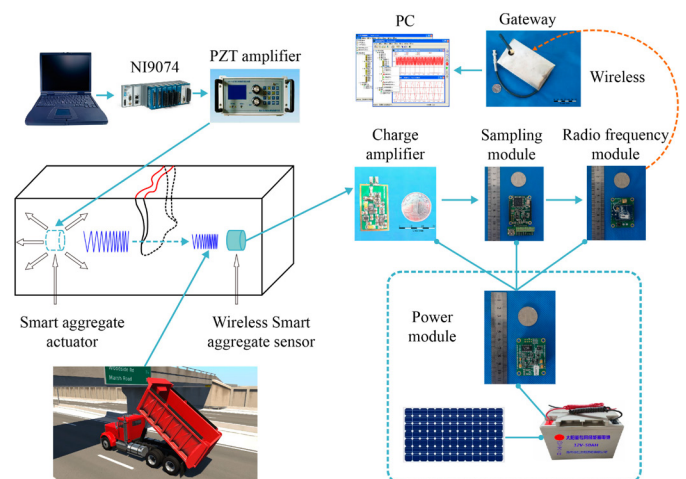 PC
Gateway
NI9074
PZT amplifier
Wireless
Charge
amplifier
Sampling
module
Radio frequency
module
Smart aggregate
actuator
Wireless Smart
aggregate sensor
Power
module
12V-10Ah